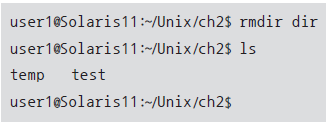 user1@Solaris11:~/Unix/ch2$ rmdir dir
user1@Solaris11:~/Unix/ch2$ ls
temp   test
user1@Solaris11:~/Unix/ch2$